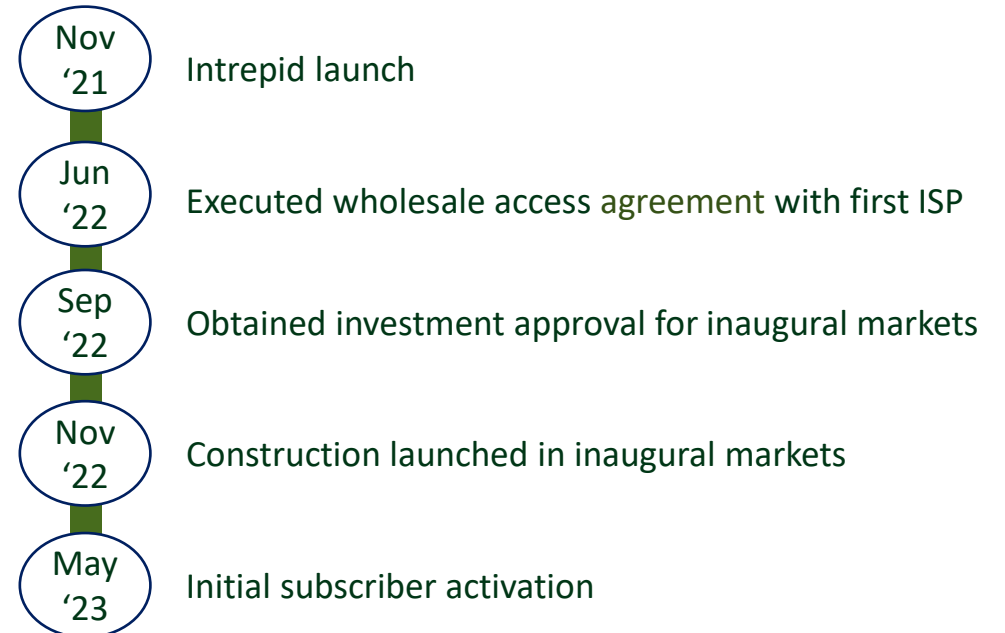 Nov
‘21
Intrepid launch
Jun
‘22
Executed wholesale access agreement with first ISP
Sep
‘22
Obtained investment approval for inaugural markets
Nov
‘22
Construction launched in inaugural markets
May
‘23
Initial subscriber activation